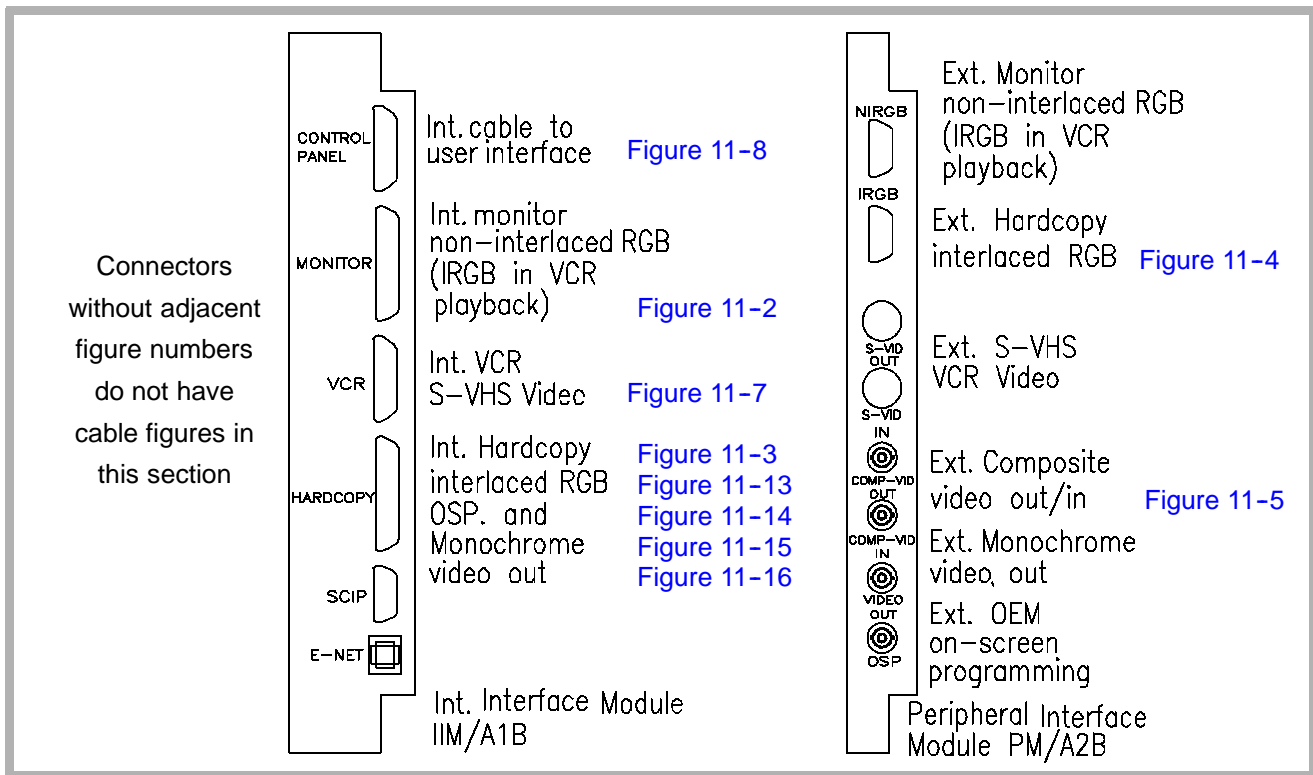 Connectors
without adjacent
figure numbers
do not have
cable figures in
this section
CONTROL
PANEL
Int. cable to
user interface Figure 11-8
MONITOR
Int. monitor
non-interlaced RGB
(IRGB in VCR
playback) Figure 11-2
VCR
Int. VCR
S-VHS Video Figure 11-7
HARDCOPY
Int. Hardcopy Figure 11-3
interlaced RGB Figure 11-13
OSP. and Figure 11-14
Monochrome Figure 11-15
video out Figure 11-16
SCIP
E-NET
Int. Interface Module
IIM/A1B
NIRGB
Ext. Monitor
non-interlaced RGB
(IRGB in VCR
playback)
IRGB
Ext. Hardcopy
interlaced RGB Figure 11-4
S-VID
OUT
Ext. S-VHS
VCR Video
S-VID
IN
Ext. Composite
video out/in Figure 11-5
COMP-VID
OUT
COMP-VID
IN
Ext. Monochrome
video, out
VIDEO
OUT
Ext. OEM
on-screen
programming
OSP
Peripheral Interface
Module PM/A2B